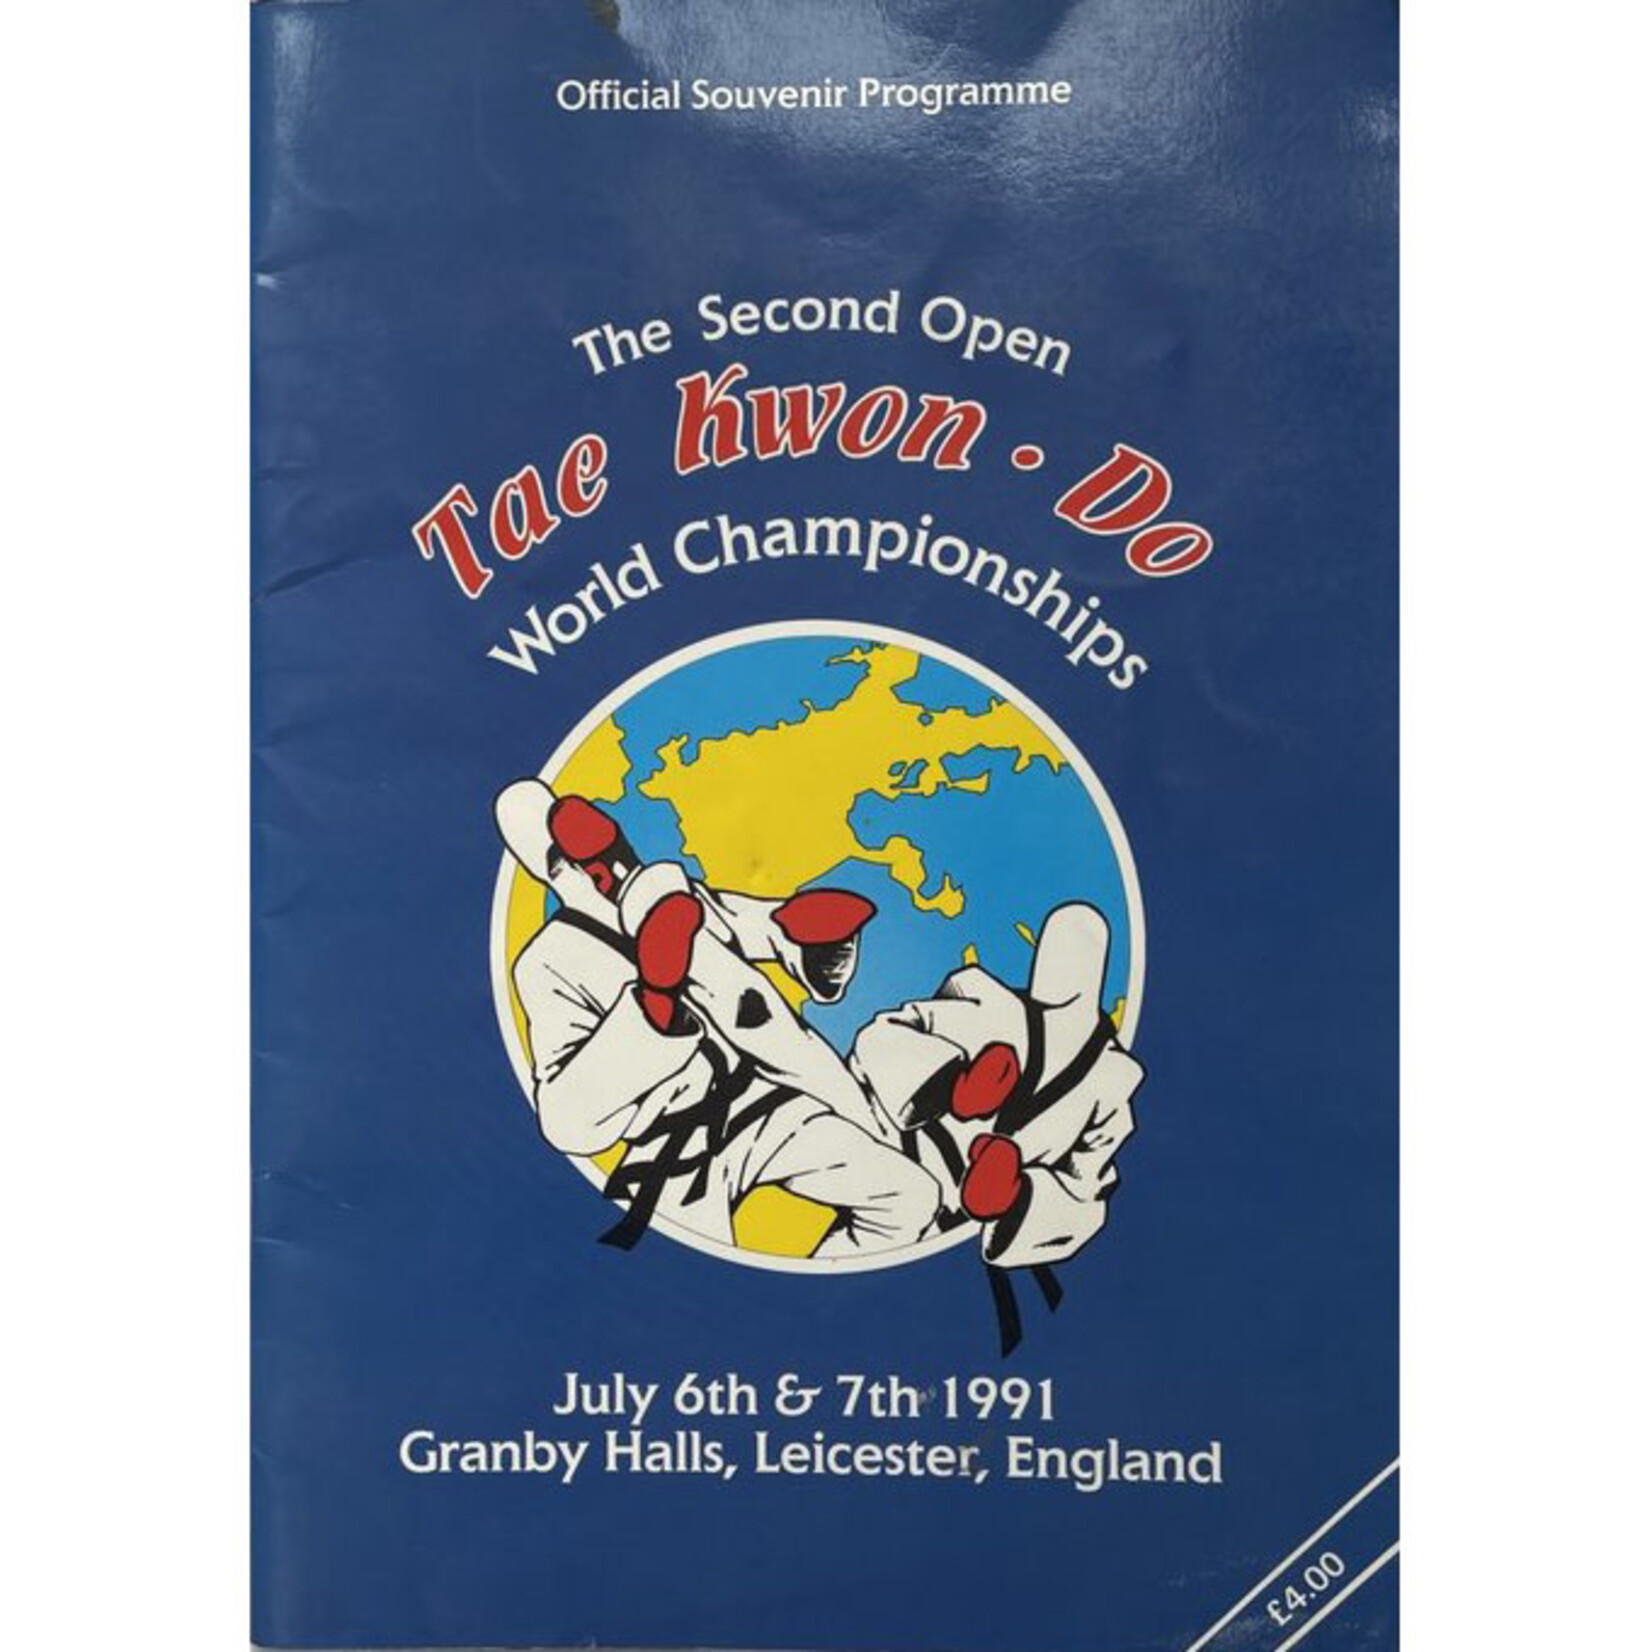 Official Souvenir Programme
The Second Open
Tae Kwon · Do
World Championships
July 6th & 7th 1991
Granby Halls, Leicester, England
£4.00